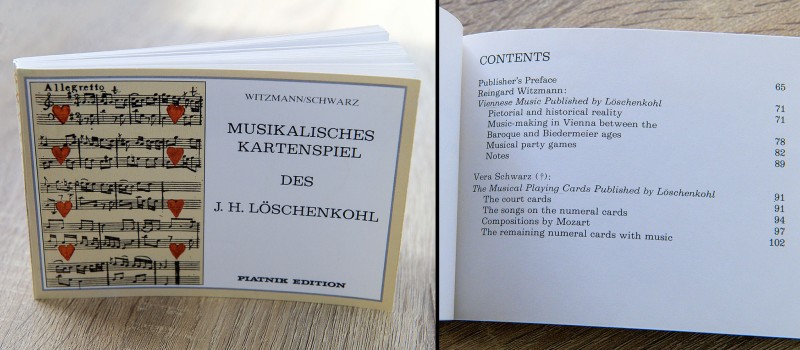 Allegretto
WITZMANN/SCHWARZ
MUSIKALISCHES
KARTENSPIEL
DES
J. H. LÖSCHENKOHL
PIATNIK EDITION
CONTENTS
Publisher's Preface 65
Reingard Witzmann:
Viennese Music Published by Löschenkohl 71
Pictorial and historical reality 71
Music-making in Vienna between the
Baroque and Biedermeier ages 78
Musical party games 82
Notes 89
Vera Schwarz (†):
The Musical Playing Cards Published by Löschenkohl 91
The court cards 91
The songs on the numeral cards 94
Compositions by Mozart 97
The remaining numeral cards with music 102